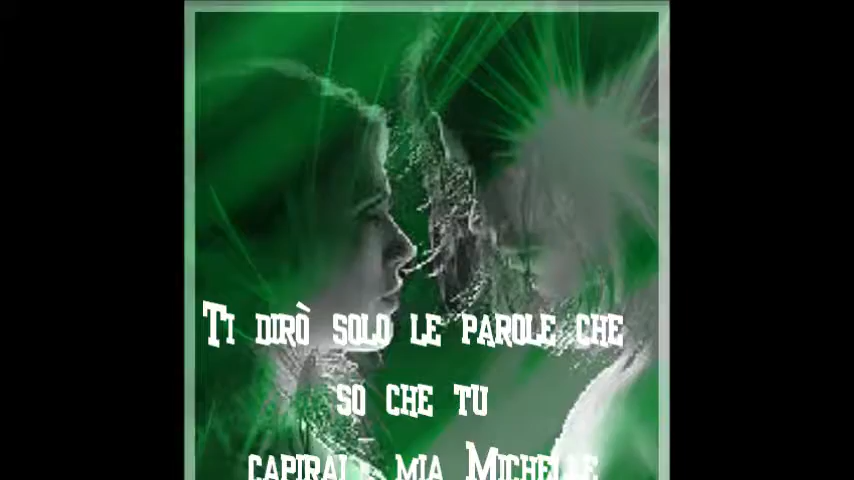 Ti dirò solo le parole che
so che tu
capirai, mia Michelle